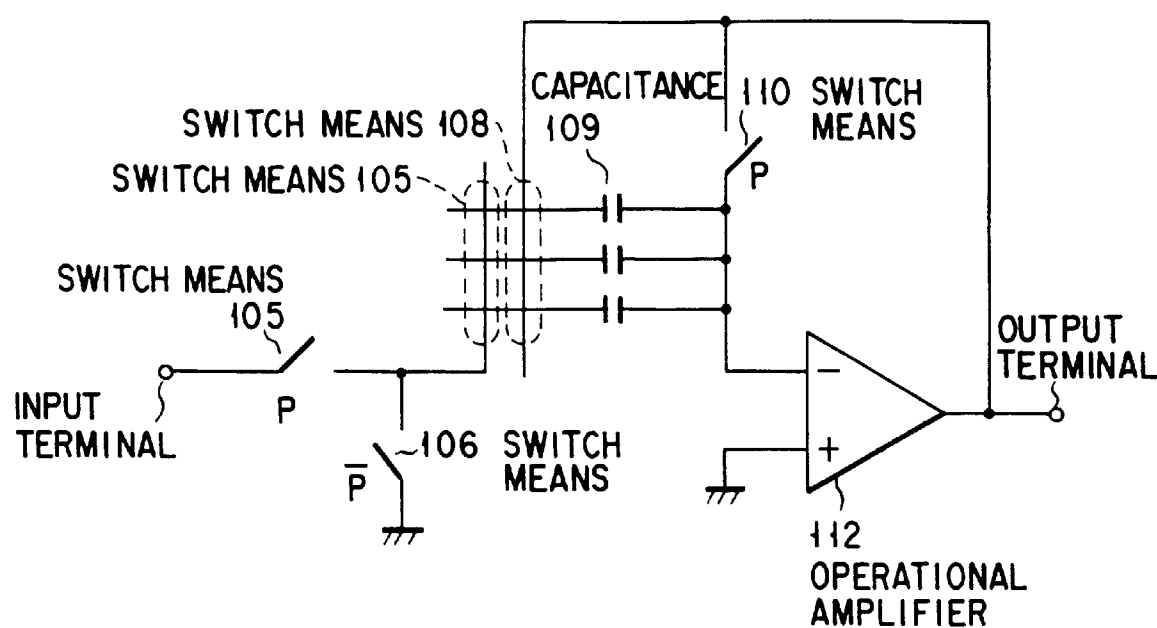 CAPACITANCE
109
110 SWITCH
MEANS
SWITCH MEANS 108
SWITCH MEANS 105
P
SWITCH MEANS
105
P
INPUT
TERMINAL
106 SWITCH
MEANS
P̅
−
+
OUTPUT
TERMINAL
112
OPERATIONAL
AMPLIFIER